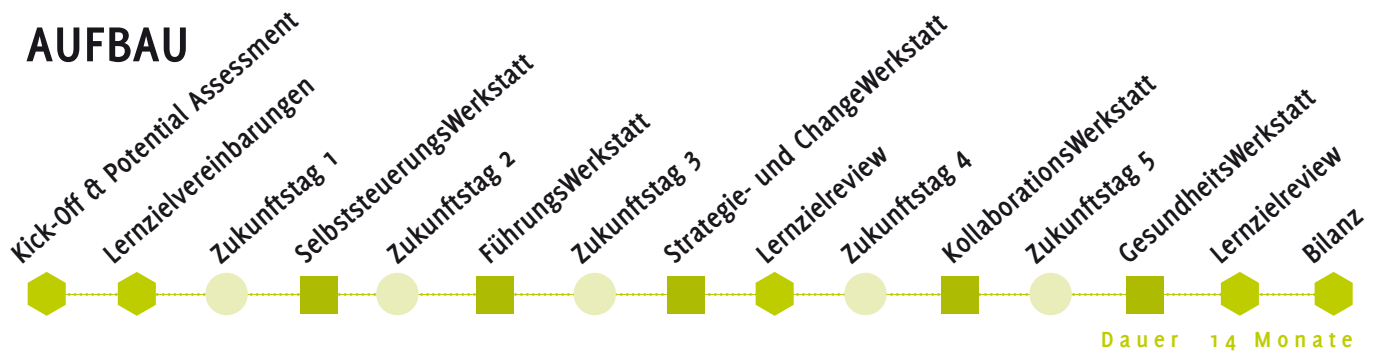 AUFBAU
Kick-Off & Potential Assessment
Lernzielvereinbarungen
Zukunftstag 1
SelbststeuerungsWerkstatt
Zukunftstag 2
FührungsWerkstatt
Zukunftstag 3
Strategie- und ChangeWerkstatt
Lernzielreview
Zukunftstag 4
KollaborationsWerkstatt
Zukunftstag 5
GesundheitsWerkstatt
Lernzielreview
Bilanz
Dauer 14 Monate